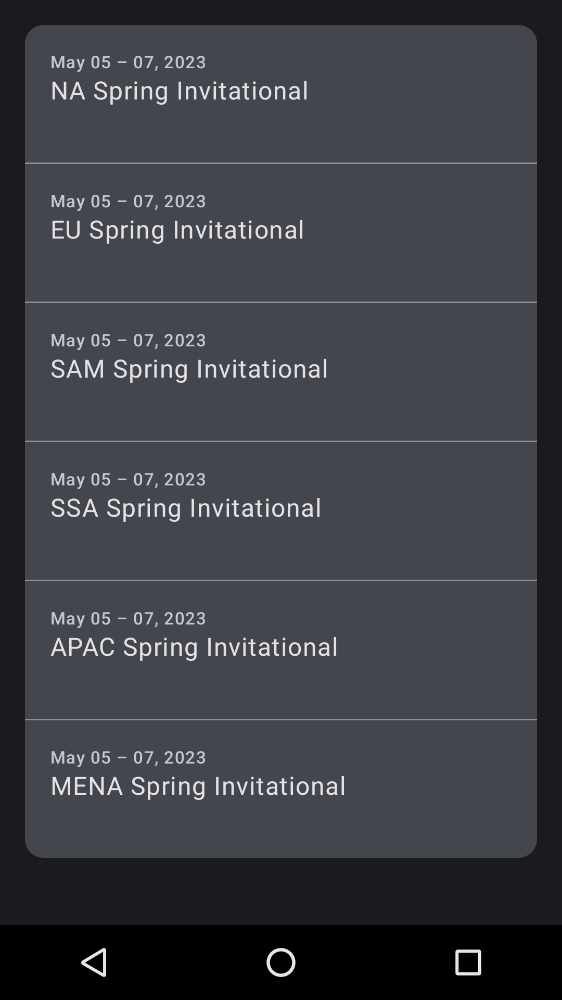 May 05 – 07, 2023
NA Spring Invitational
May 05 – 07, 2023
EU Spring Invitational
May 05 – 07, 2023
SAM Spring Invitational
May 05 – 07, 2023
SSA Spring Invitational
May 05 – 07, 2023
APAC Spring Invitational
May 05 – 07, 2023
MENA Spring Invitational